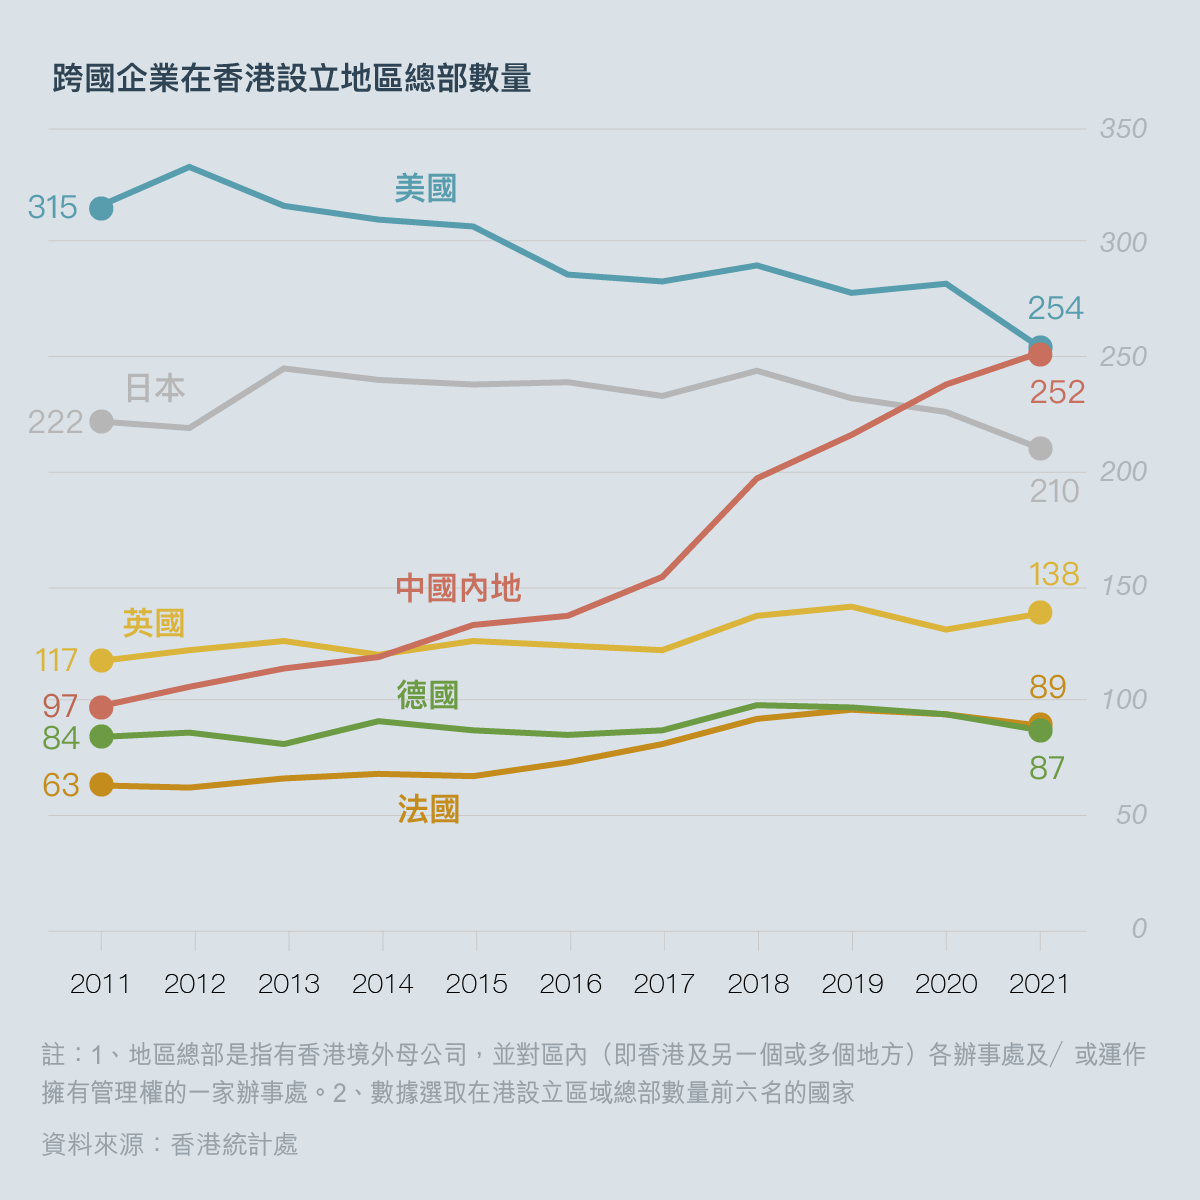 跨國企業在香港設立地區總部數量
350
美國
315
300
254
250
日本
252
222
200
210
中國內地
150
138
英國
117
德國
100
89
97
84
87
63
法國
50
0
2011 2012 2013 2014 2015 2016 2017 2018 2019 2020 2021
註：1、地區總部是指有香港境外母公司，並對區內（即香港及另一個或多個地方）各辦事處及/ 或運作
擁有管理權的一家辦事處。2、數據選取在港設立區域總部數量前六名的國家
資料來源：香港統計處